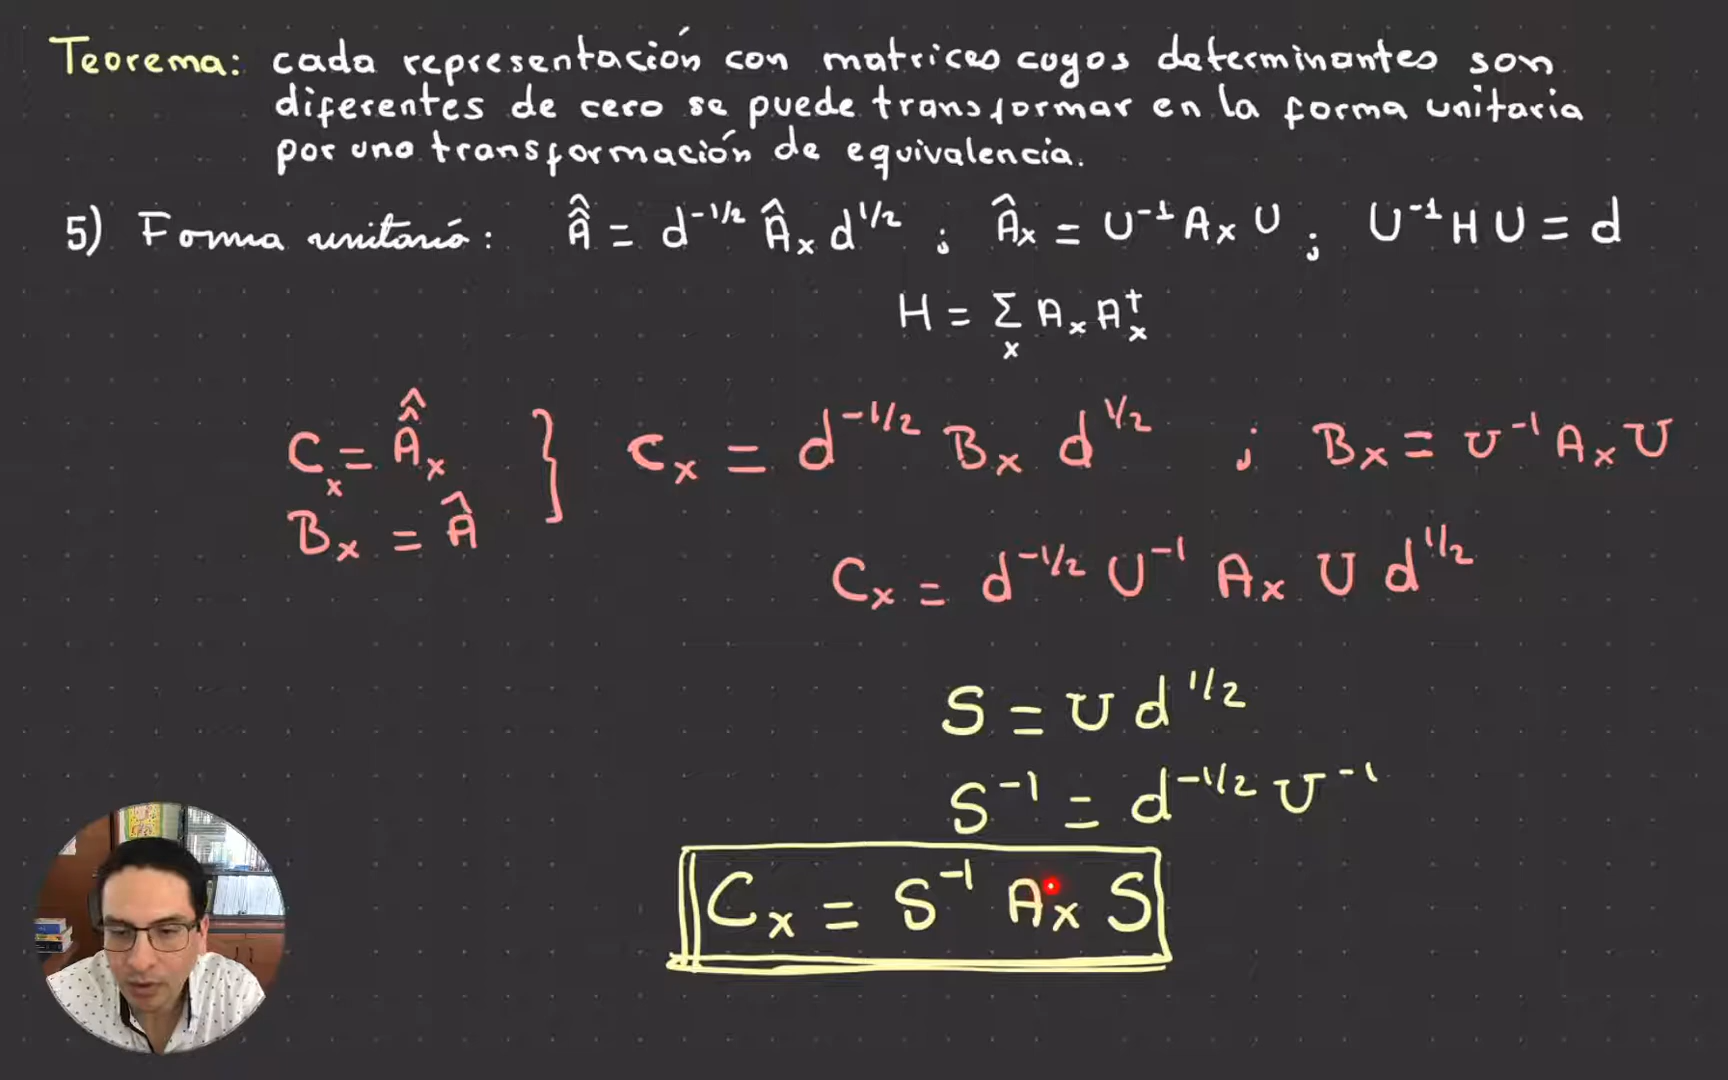 Teorema: cada representación con matrices cuyos determinantes son
diferentes de cero se puede transformar en la forma unitaria
por una transformación de equivalencia.
5) Forma unitaria: Â̂ = d^{-1/2} Â_x d^{1/2} ; Â_x = U^{-1} A_x U ; U^{-1} H U = d
H = Σ_x A_x A_x^†
C_x = Â̂_x } C_x = d^{-1/2} B_x d^{1/2} ; B_x = U^{-1} A_x U
B_x = Â
C_x = d^{-1/2} U^{-1} A_x U d^{1/2}
S = U d^{1/2}
S^{-1} = d^{-1/2} U^{-1}
C_x = S^{-1} A_x S